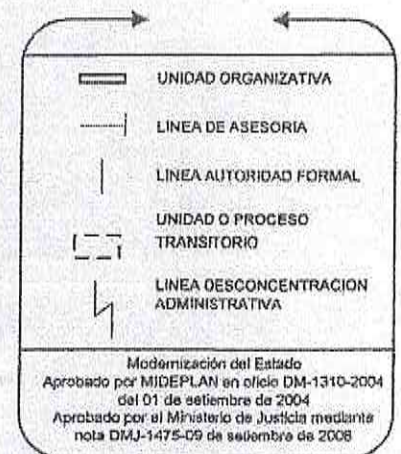 UNIDAD ORGANIZATIVA
LINEA DE ASESORIA
LINEA AUTORIDAD FORMAL
UNIDAD O PROCESO
TRANSITORIO
LINEA DESCONCENTRACION
ADMINISTRATIVA
Modernización del Estado
Aprobado por MIDEPLAN en oficio DM-1310-2004
del 01 de setiembre de 2004
Aprobado por el Ministerio de Justicia mediante
nota DMJ-1475-09 de setiembre de 2008